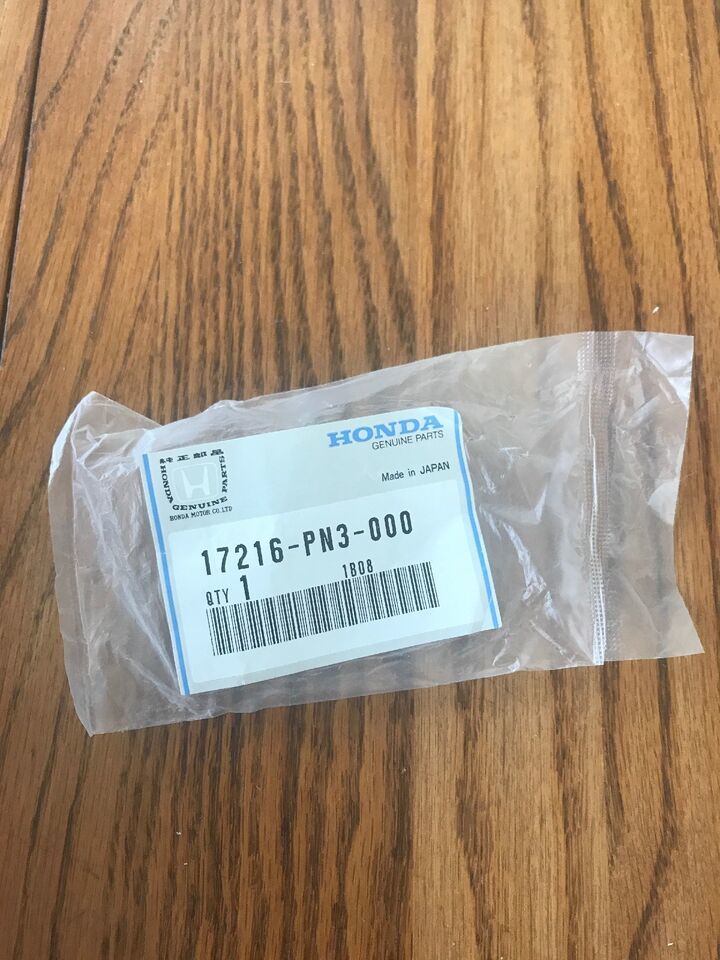 HONDA
GENUINE PARTS
純正部品
HONDA
GENUINE
PARTS
HONDA MOTOR CO.LTD
Made in JAPAN
17216-PN3-000
QTY 1
1B08